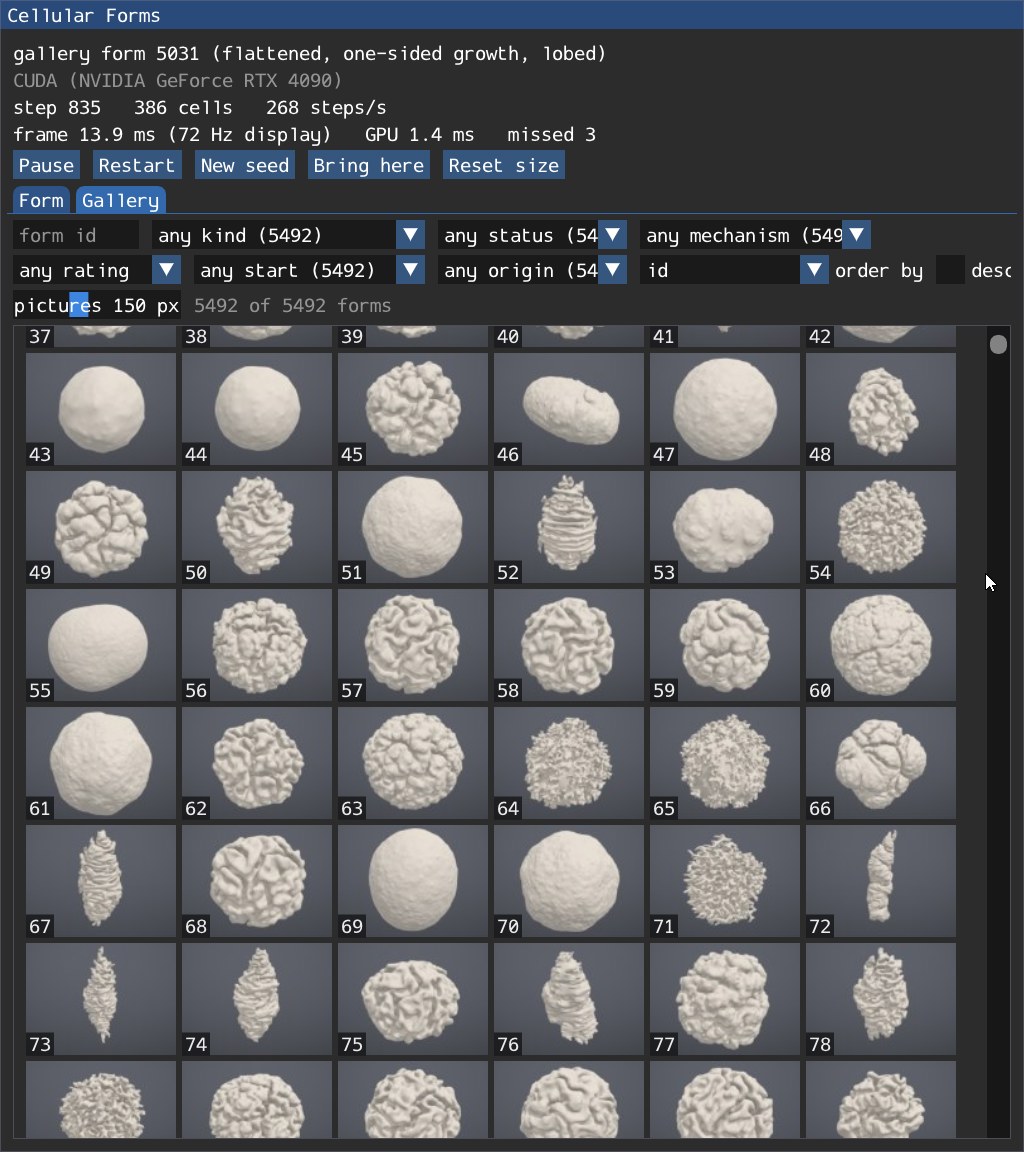 Cellular Forms
gallery form 5031 (flattened, one-sided growth, lobed)
CUDA (NVIDIA GeForce RTX 4090)
step 835 386 cells 268 steps/s
frame 13.9 ms (72 Hz display) GPU 1.4 ms missed 3
Pause Restart New seed Bring here Reset size
Form Gallery
form id any kind (5492) any status (54 any mechanism (549
any rating any start (5492) any origin (54 id order by desc
pictures 150 px 5492 of 5492 forms
37 38 39 40 41 42
43 44 45 46 47 48
49 50 51 52 53 54
55 56 57 58 59 60
61 62 63 64 65 66
67 68 69 70 71 72
73 74 75 76 77 78